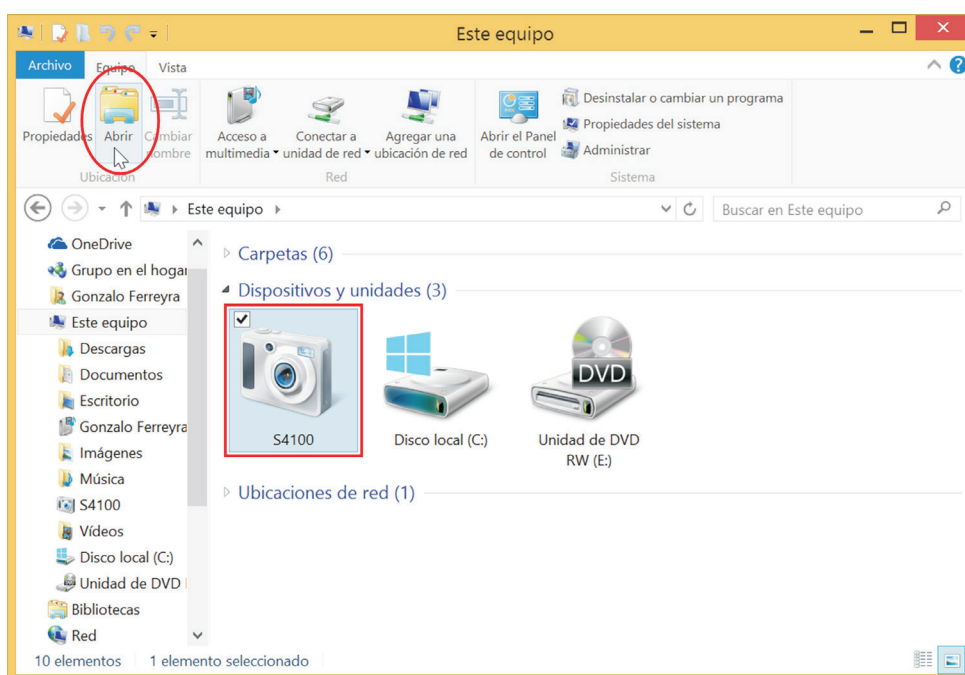 Este equipo
Archivo Equipo Vista
Propiedades Abrir Cambiar nombre
Acceso a multimedia Conectar a unidad de red Agregar una ubicación de red
Abrir el Panel de control
Desinstalar o cambiar un programa
Propiedades del sistema
Administrar
Ubicación Red Sistema
Este equipo
Buscar en Este equipo
OneDrive
Grupo en el hogar
Gonzalo Ferreyra
Este equipo
Descargas
Documentos
Escritorio
Gonzalo Ferreyra
Imágenes
Música
S4100
Vídeos
Disco local (C:)
Unidad de DVD
Bibliotecas
Red
Carpetas (6)
Dispositivos y unidades (3)
S4100
Disco local (C:)
DVD
Unidad de DVD
RW (E:)
Ubicaciones de red (1)
10 elementos 1 elemento seleccionado